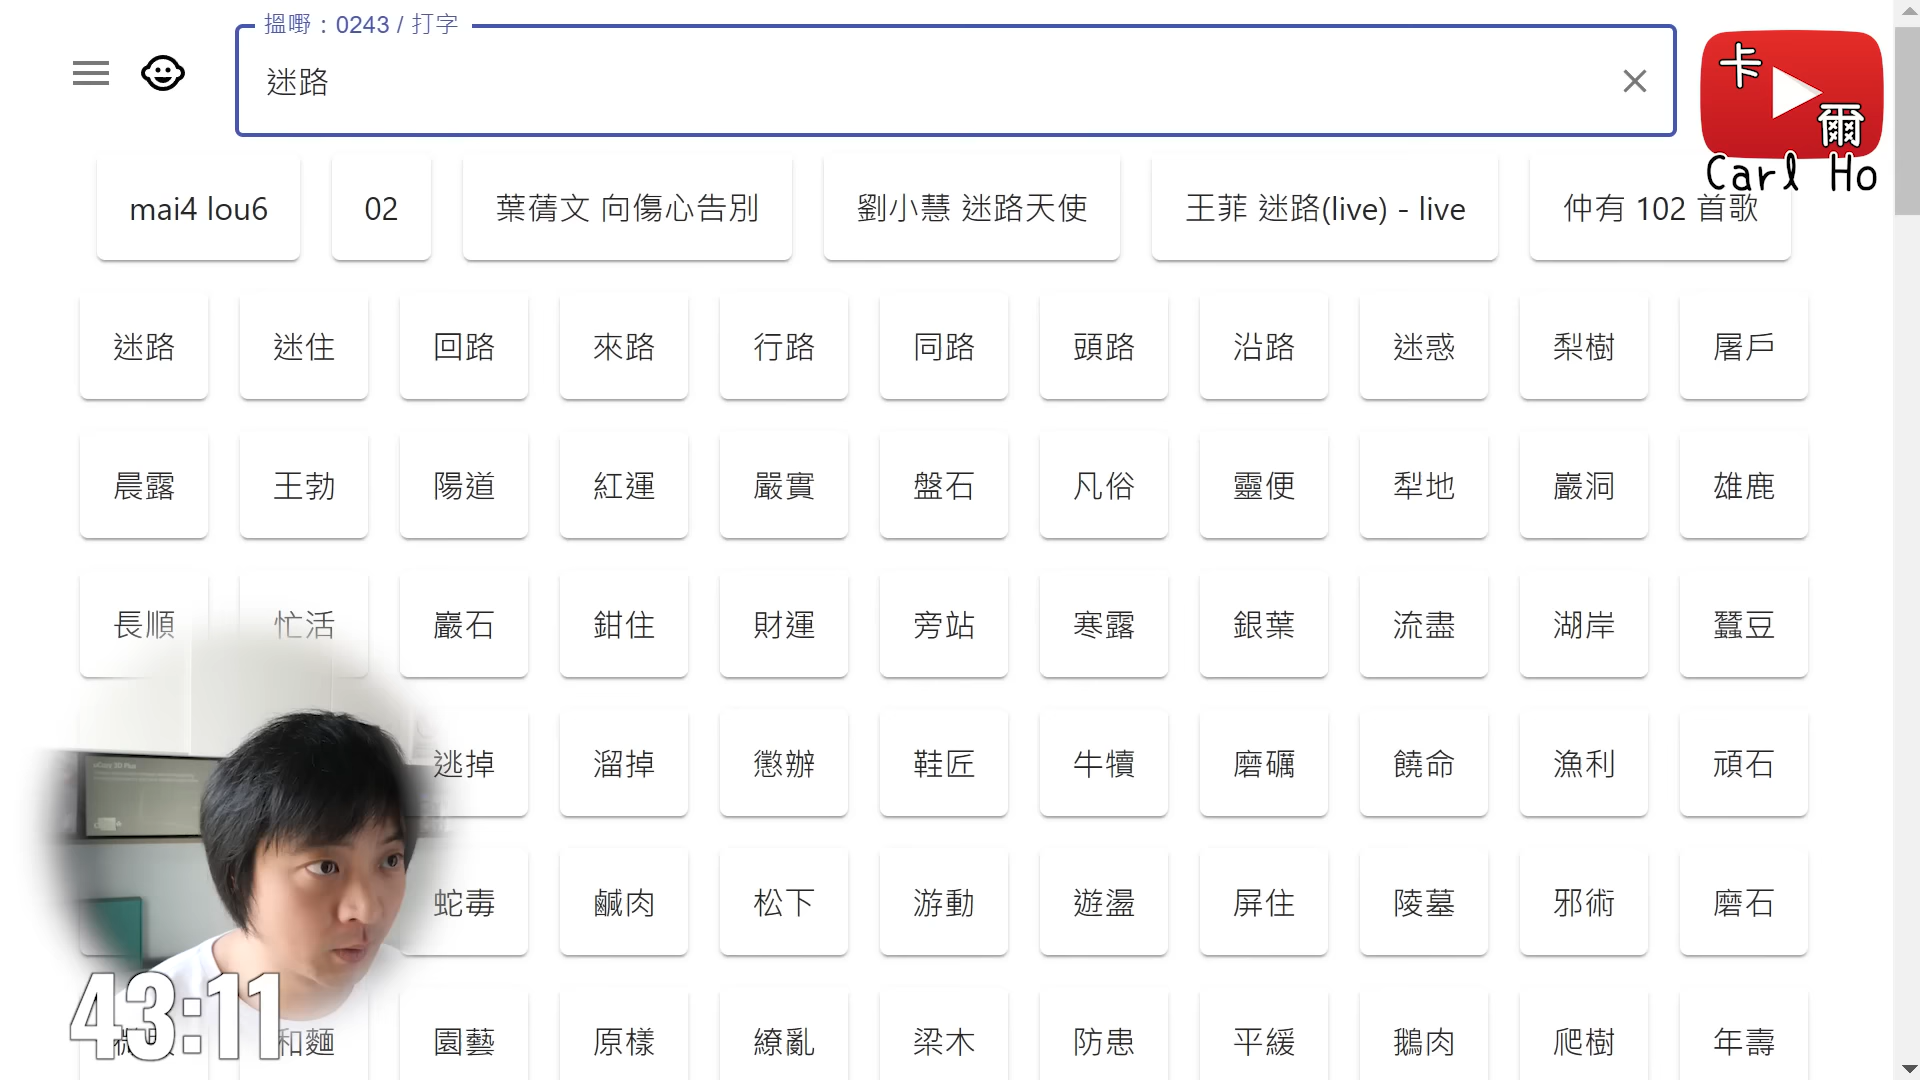 搵嘢：0243 / 打字
迷路
卡爾
Carl Ho
mai4 lou6 02 葉蒨文 向傷心告別 劉小慧 迷路天使 王菲 迷路(live) - live 仲有 102 首歌
迷路 迷住 回路 來路 行路 同路 頭路 沿路 迷惑 梨樹 屠戶
晨露 王勃 陽道 紅運 嚴實 盤石 凡俗 靈便 犁地 巖洞 雄鹿
長順 忙活 巖石 鉗住 財運 旁站 寒露 銀葉 流盡 湖岸 蠶豆
逃掉 溜掉 懲辦 鞋匠 牛犢 磨礪 饒命 漁利 頑石
蛇毒 鹹肉 松下 游動 遊盪 屏住 陵墓 邪術 磨石
和麵 園藝 原樣 繚亂 梁木 防患 平緩 鵝肉 爬樹 年壽
43:11